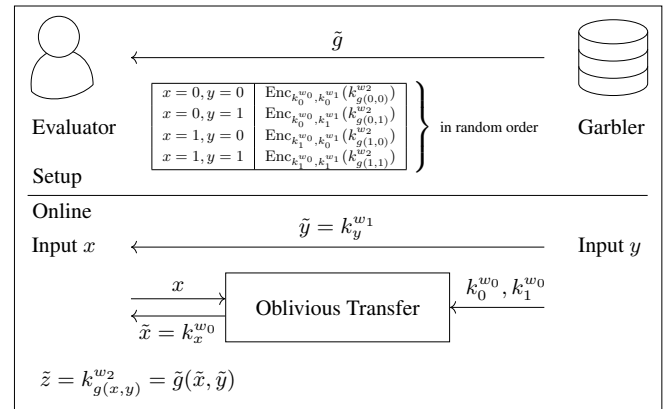 g̃
x = 0, y = 0 Enc_{k_0^{w_0}, k_0^{w_1}}(k_{g(0,0)}^{w_2})
x = 0, y = 1 Enc_{k_0^{w_0}, k_1^{w_1}}(k_{g(0,1)}^{w_2})
x = 1, y = 0 Enc_{k_1^{w_0}, k_0^{w_1}}(k_{g(1,0)}^{w_2})
x = 1, y = 1 Enc_{k_1^{w_0}, k_1^{w_1}}(k_{g(1,1)}^{w_2})
in random order
Evaluator
Garbler
Setup
Online
Input x
ỹ = k_y^{w_1}
Input y
x
k_0^{w_0}, k_1^{w_0}
Oblivious Transfer
x̃ = k_x^{w_0}
z̃ = k_{g(x,y)}^{w_2} = g̃(x̃, ỹ)